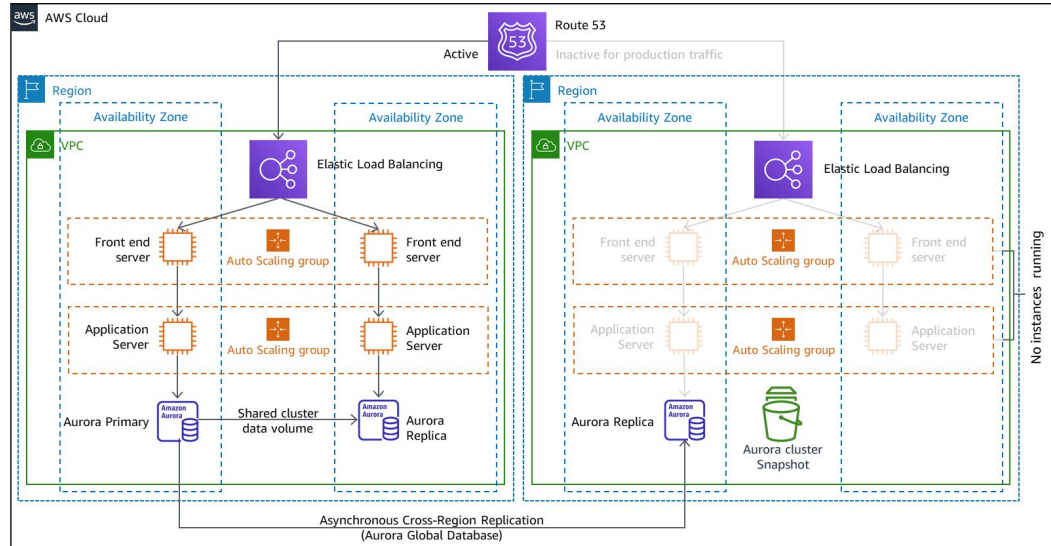 aws
AWS Cloud
Route 53
53
Active
Inactive for production traffic
Region
Availability Zone
Availability Zone
VPC
Elastic Load Balancing
Front end
server
Auto Scaling group
Front end
server
Application
Server
Auto Scaling group
Application
Server
Aurora Primary
Amazon
Aurora
Shared cluster
data volume
Amazon
Aurora
Aurora
Replica
Region
Availability Zone
Availability Zone
VPC
Elastic Load Balancing
Front end
server
Auto Scaling group
Front end
server
Application
Server
Auto Scaling group
Application
Server
No instances running
Aurora Replica
Amazon
Aurora
Aurora cluster
Snapshot
Asynchronous Cross-Region Replication
(Aurora Global Database)